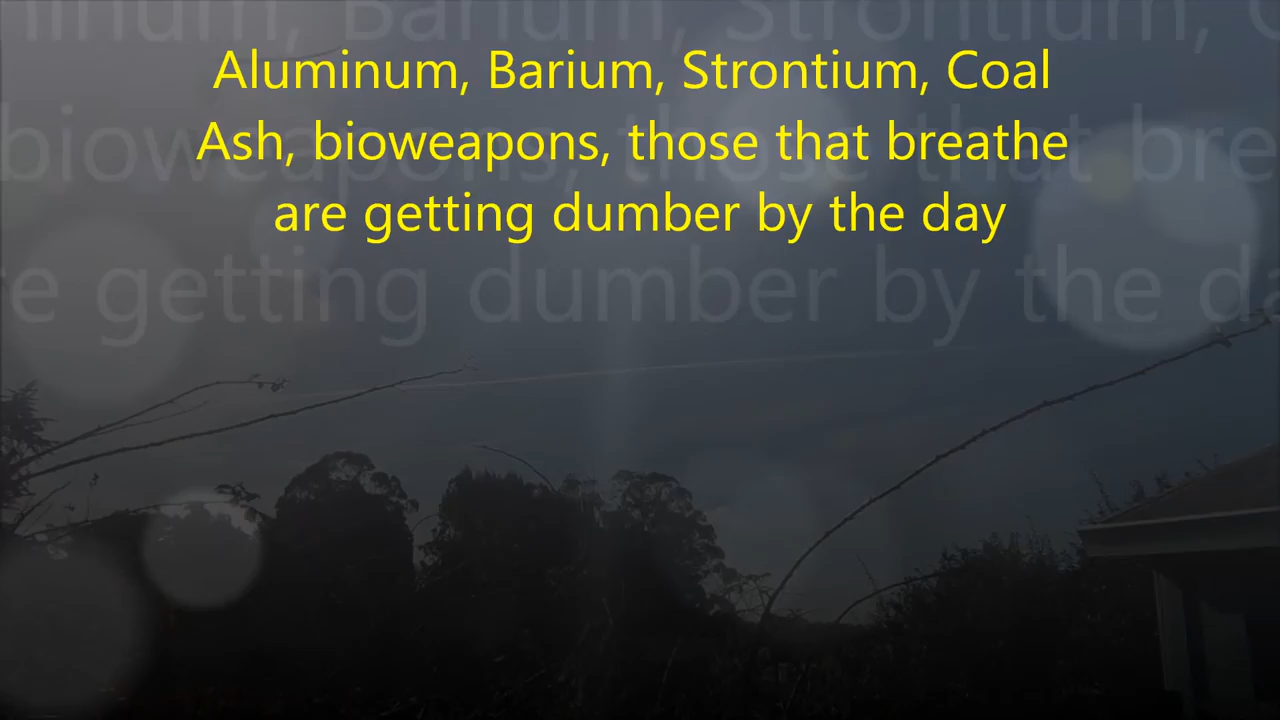 Aluminum, Barium, Strontium, Coal
Ash, bioweapons, those that breathe
are getting dumber by the day